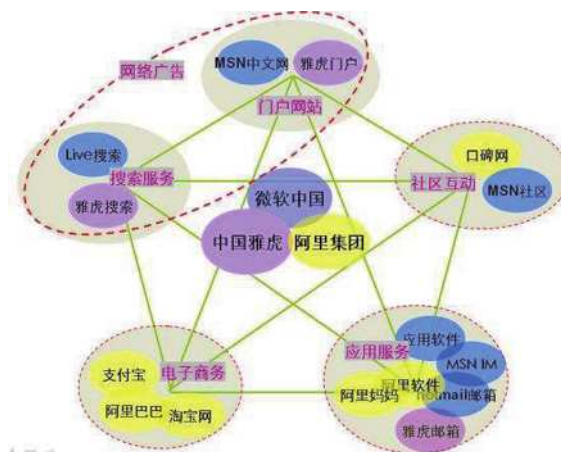 网络广告
MSN中文网
雅虎门户
门户网站
Live搜索
搜索服务
雅虎搜索
口碑网
社区互动
MSN社区
微软中国
中国雅虎
阿里集团
支付宝
电子商务
阿里巴巴
淘宝网
应用软件
应用服务
MSN IM
阿里软件
阿里妈妈
hotmail邮箱
雅虎邮箱